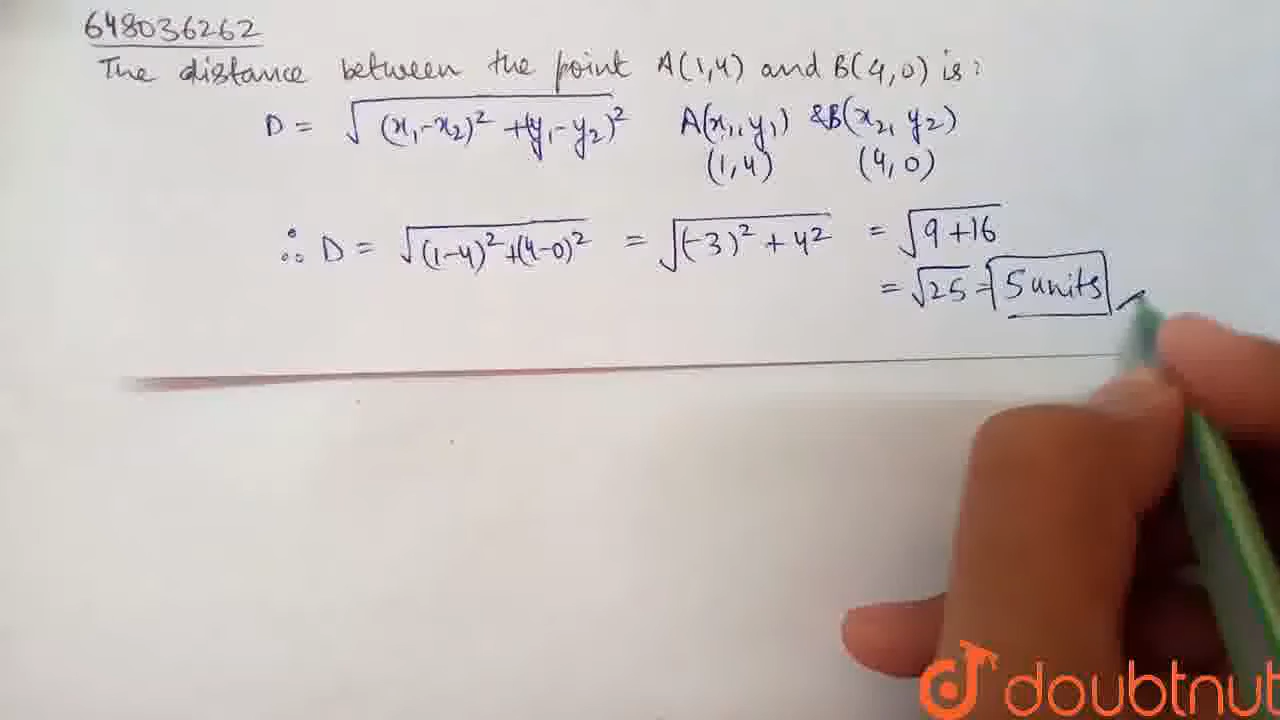 648036262
The distance between the point A(1,4) and B(4,0) is:
D = √((x₁-x₂)² + (y₁-y₂)²) A(x₁,y₁) & B(x₂,y₂)
(1,4) (4,0)
∴ D = √((1-4)²+(4-0)²) = √((-3)² + 4²) = √(9+16)
= √25 = 5 units
doubtnut